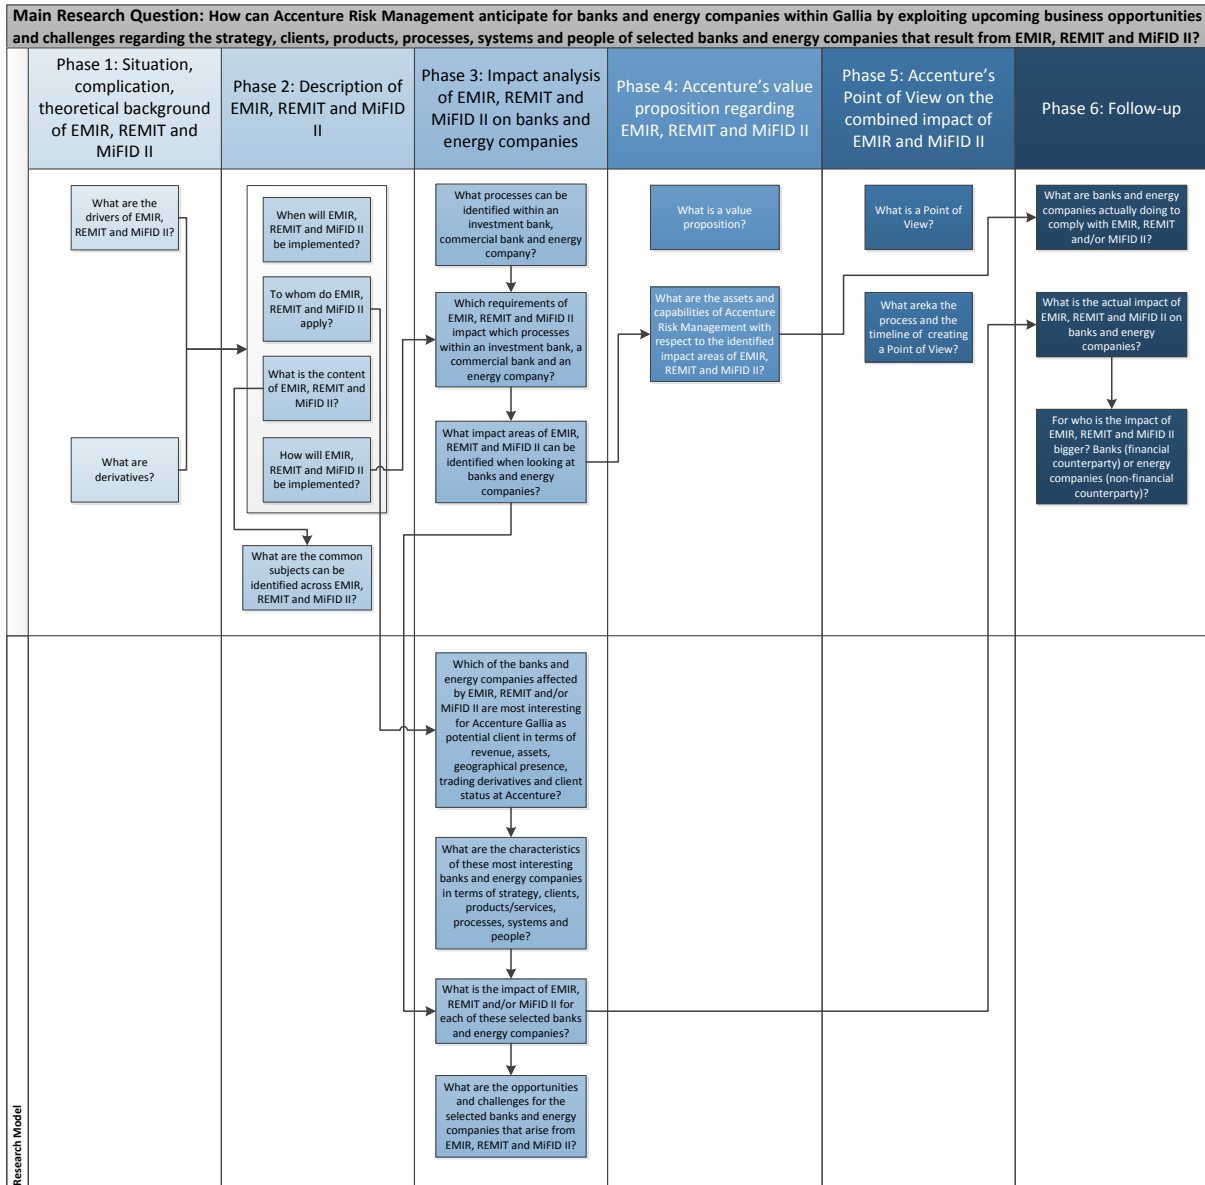 Main Research Question: How can Accenture Risk Management anticipate for banks and energy companies within Gallia by exploiting upcoming business opportunities
and challenges regarding the strategy, clients, products, processes, systems and people of selected banks and energy companies that result from EMIR, REMIT and MiFID II?
Phase 1: Situation,
complication,
theoretical background
of EMIR, REMIT and
MiFID II
Phase 2: Description of
EMIR, REMIT and MiFID
II
Phase 3: Impact analysis
of EMIR, REMIT and
MiFID II on banks and
energy companies
Phase 4: Accenture's value
proposition regarding
EMIR, REMIT and MiFID II
Phase 5: Accenture's
Point of View on the
combined impact of
EMIR and MiFID II
Phase 6: Follow-up
What are the
drivers of EMIR,
REMIT and MiFID II?
What are
derivatives?
When will EMIR,
REMIT and MiFID II
be implemented?
To whom do EMIR,
REMIT and MiFID II
apply?
What is the content
of EMIR, REMIT and
MiFID II?
How will EMIR,
REMIT and MiFID II
be implemented?
What are the common
subjects can be
identified across EMIR,
REMIT and MiFID II?
What processes can be
identified within an
investment bank,
commercial bank and energy
company?
Which requirements of
EMIR, REMIT and MiFID II
impact which processes
within an investment bank, a
commercial bank and an
energy company?
What impact areas of EMIR,
REMIT and MiFID II can be
identified when looking at
banks and energy
companies?
What is a value
proposition?
What are the assets and
capabilities of Accenture
Risk Management with
respect to the identified
impact areas of EMIR,
REMIT and MiFID II?
What is a Point of
View?
What areka the
process and the
timeline of creating
a Point of View?
What are banks and energy
companies actually doing to
comply with EMIR, REMIT
and/or MIFID II?
What is the actual impact of
EMIR, REMIT and MiFID II on
banks and energy
companies?
For who is the impact of
EMIR, REMIT and MiFID II
bigger? Banks (financial
counterparty) or energy
companies (non-financial
counterparty)?
Which of the banks and
energy companies affected
by EMIR, REMIT and/or
MiFID II are most interesting
for Accenture Gallia as
potential client in terms of
revenue, assets,
geographical presence,
trading derivatives and client
status at Accenture?
What are the characteristics
of these most interesting
banks and energy companies
in terms of strategy, clients,
products/services,
processes, systems and
people?
What is the impact of EMIR,
REMIT and/or MiFID II for
each of these selected banks
and energy companies?
What are the opportunities
and challenges for the
selected banks and energy
companies that arise from
EMIR, REMIT and MiFID II?
Research Model